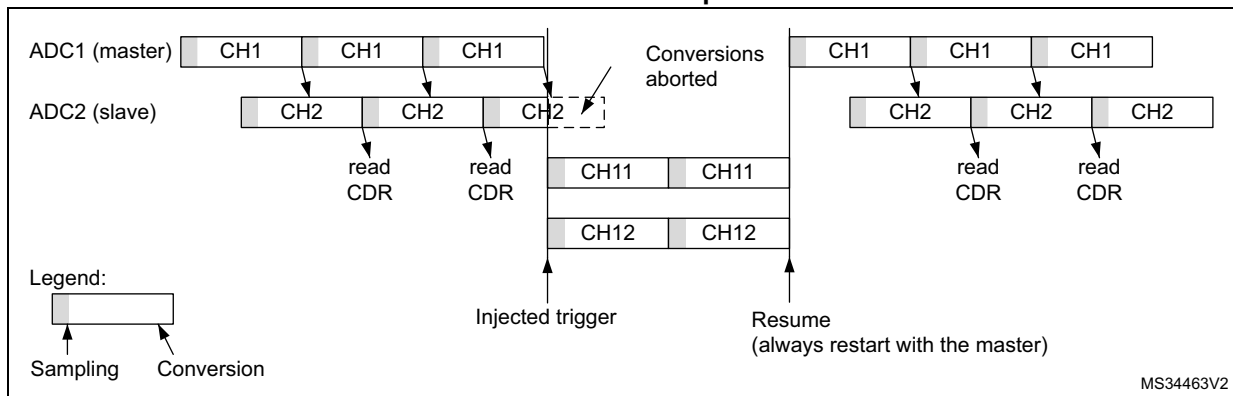 ADC1 (master) CH1 CH1 CH1 Conversions aborted CH1 CH1 CH1
ADC2 (slave) CH2 CH2 CH2 CH2 CH2 CH2
read CDR read CDR read CDR read CDR
CH11 CH11
CH12 CH12
Legend:
Sampling Conversion
Injected trigger
Resume
(always restart with the master)
MS34463V2